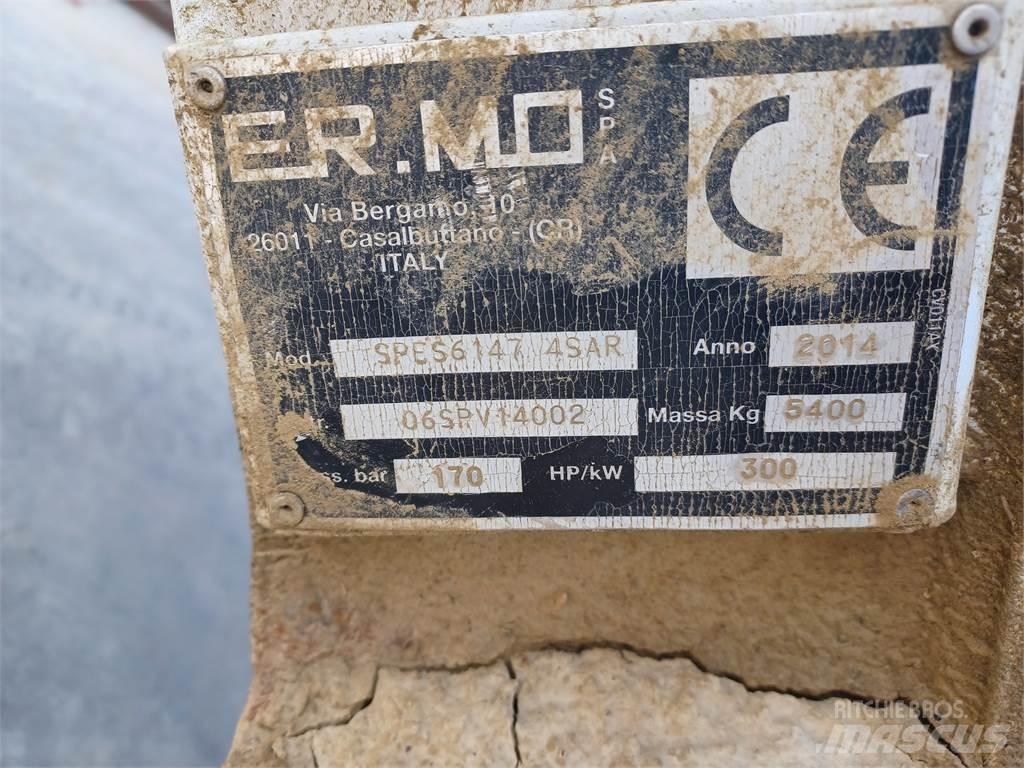 ER.MO SPA
CE
Via Bergamo, 10
26011 - Casalbuttano - (CR)
ITALY
Mod. SPES6147 4SAR Anno 2014
06SPV14002 Massa Kg 5400
bar 170 HP/kW 300
RITCHIE BROS.
MASCUS